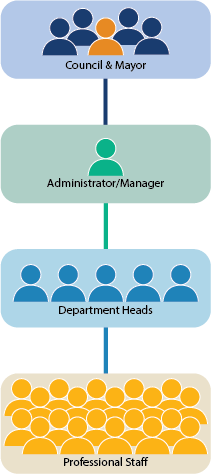 Council & Mayor
Administrator/Manager
Department Heads
Professional Staff